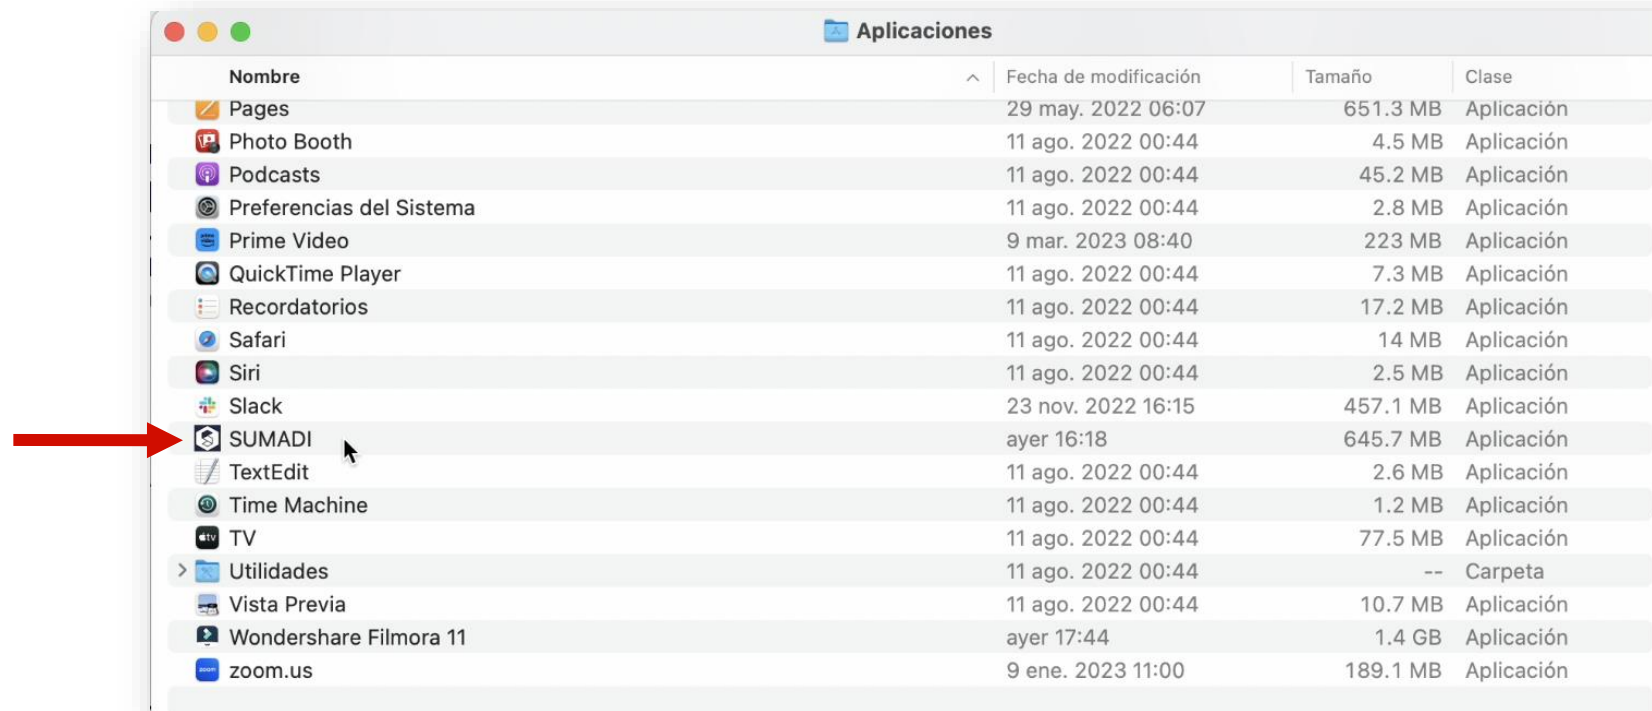 Aplicaciones
Nombre Fecha de modificación Tamaño Clase
Pages 29 may. 2022 06:07 651.3 MB Aplicación
Photo Booth 11 ago. 2022 00:44 4.5 MB Aplicación
Podcasts 11 ago. 2022 00:44 45.2 MB Aplicación
Preferencias del Sistema 11 ago. 2022 00:44 2.8 MB Aplicación
Prime Video 9 mar. 2023 08:40 223 MB Aplicación
QuickTime Player 11 ago. 2022 00:44 7.3 MB Aplicación
Recordatorios 11 ago. 2022 00:44 17.2 MB Aplicación
Safari 11 ago. 2022 00:44 14 MB Aplicación
Siri 11 ago. 2022 00:44 2.5 MB Aplicación
Slack 23 nov. 2022 16:15 457.1 MB Aplicación
SUMADI ayer 16:18 645.7 MB Aplicación
TextEdit 11 ago. 2022 00:44 2.6 MB Aplicación
Time Machine 11 ago. 2022 00:44 1.2 MB Aplicación
tv TV 11 ago. 2022 00:44 77.5 MB Aplicación
Utilidades 11 ago. 2022 00:44 -- Carpeta
Vista Previa 11 ago. 2022 00:44 10.7 MB Aplicación
Wondershare Filmora 11 ayer 17:44 1.4 GB Aplicación
zoom zoom.us 9 ene. 2023 11:00 189.1 MB Aplicación